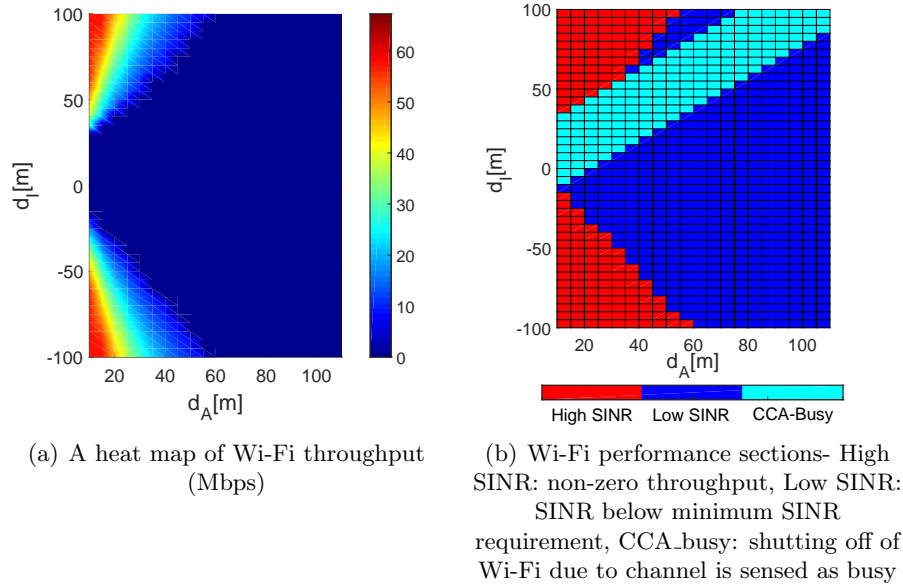 100
50
0
-50
-100
d_I[m]
20 40 60 80 100
d_A[m]
60
50
40
30
20
10
0
100
50
0
-50
-100
d_I[m]
20 40 60 80 100
d_A[m]
High SINR Low SINR CCA-Busy
(a) A heat map of Wi-Fi throughput
(Mbps)
(b) Wi-Fi performance sections- High
SINR: non-zero throughput, Low SINR:
SINR below minimum SINR
requirement, CCA_busy: shutting off of
Wi-Fi due to channel is sensed as busy